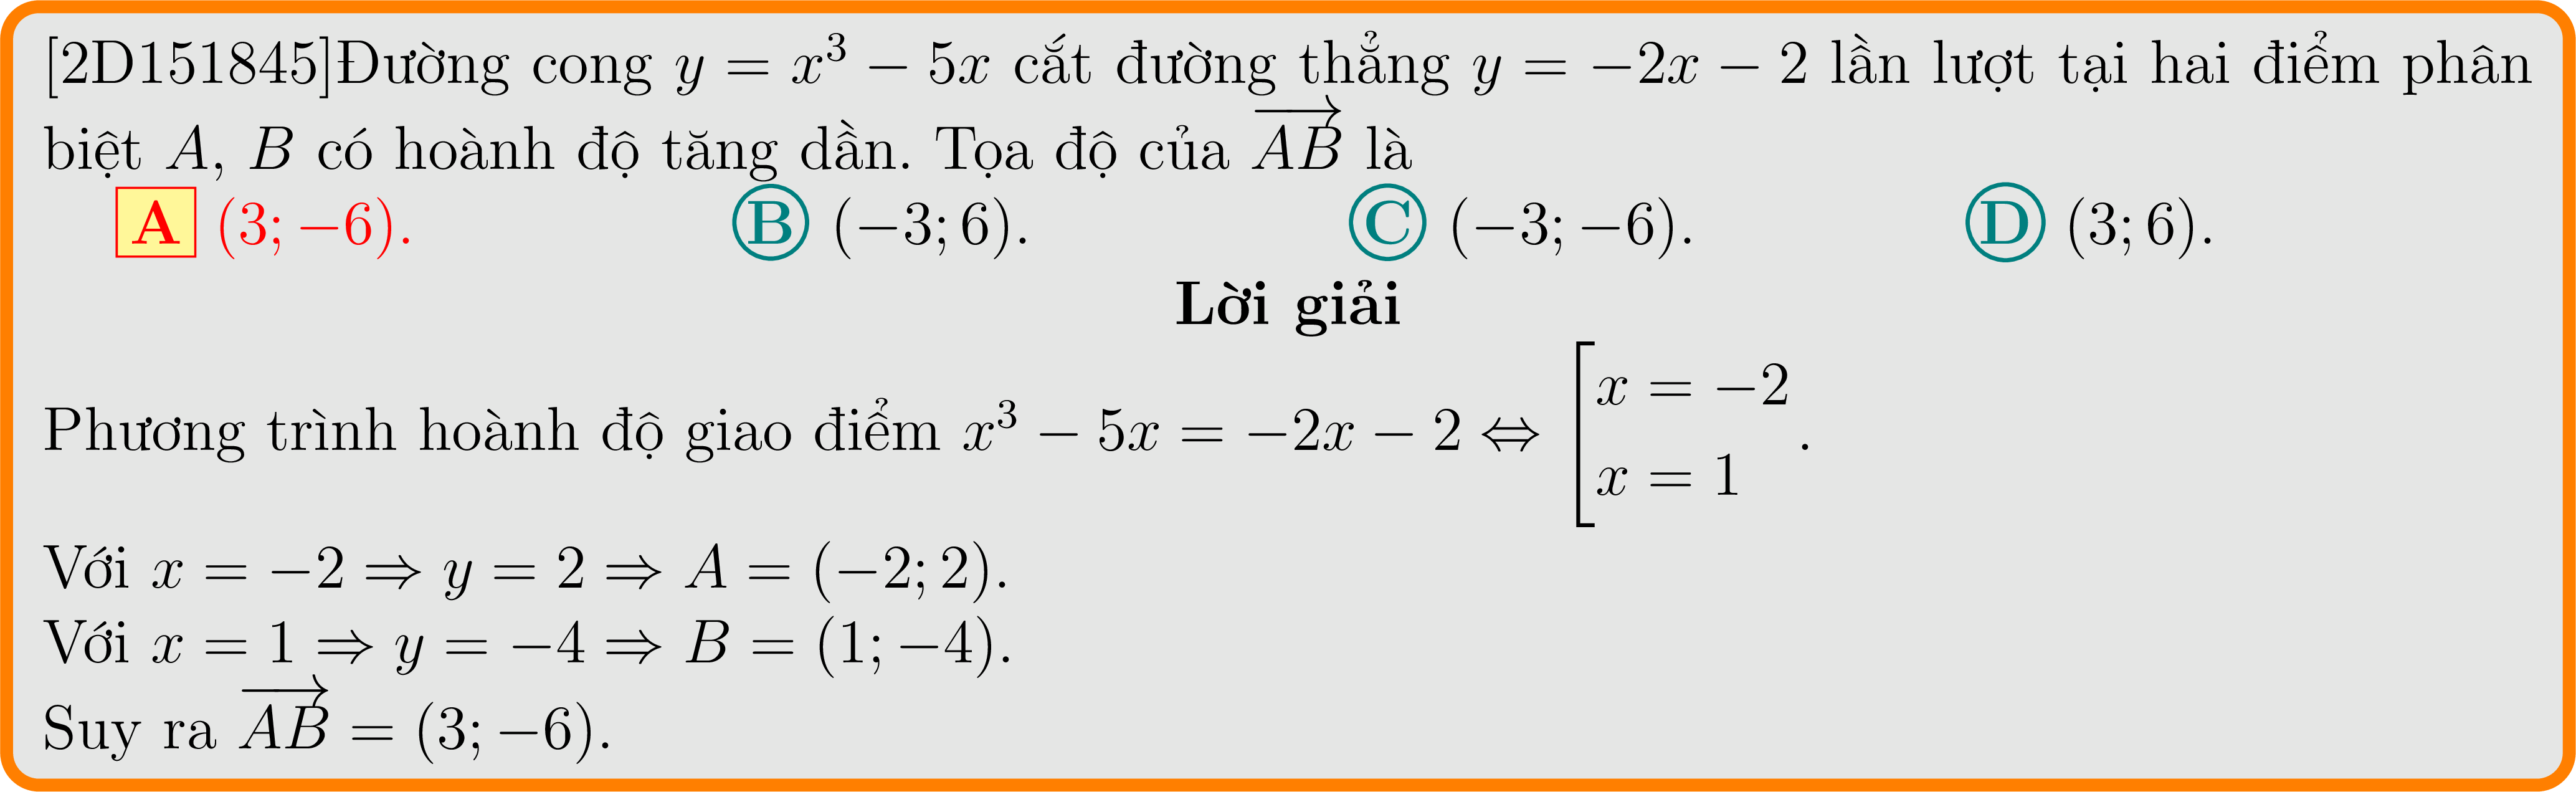 [2D151845]Đường cong $y = x^3 - 5x$ cắt đường thẳng $y = -2x - 2$ lần lượt tại hai điểm phân
biệt $A$, $B$ có hoành độ tăng dần. Tọa độ của $\overrightarrow{AB}$ là
A $(3; -6)$. B $(-3; 6)$. C $(-3; -6)$. D $(3; 6)$.
Lời giải
Phương trình hoành độ giao điểm $x^3 - 5x = -2x - 2 \Leftrightarrow \left[\begin{array}{l} x = -2 \\ x = 1 \end{array}\right.$.
Với $x = -2 \Rightarrow y = 2 \Rightarrow A = (-2; 2)$.
Với $x = 1 \Rightarrow y = -4 \Rightarrow B = (1; -4)$.
Suy ra $\overrightarrow{AB} = (3; -6)$.